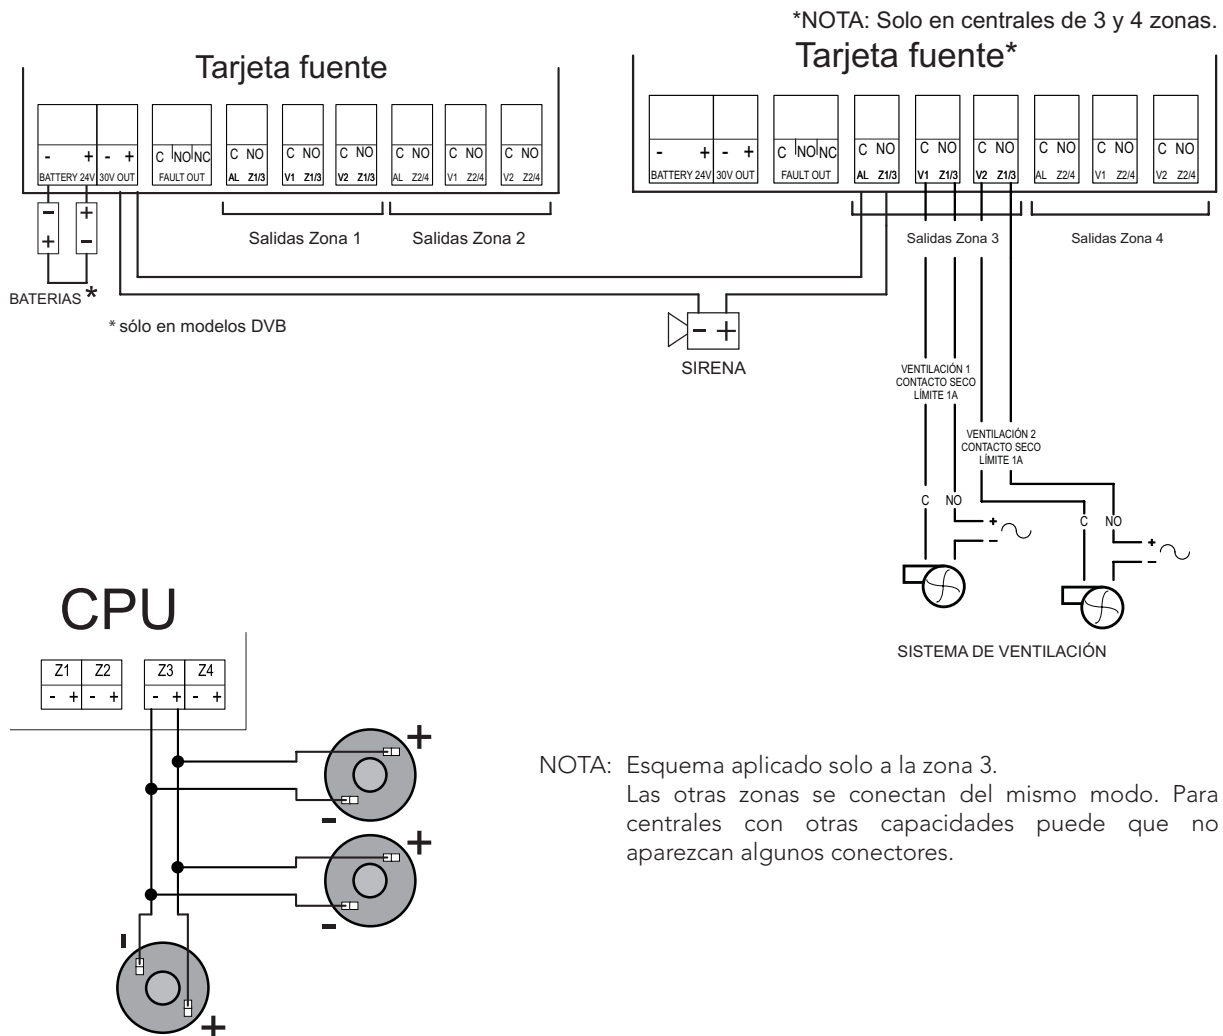 *NOTA: Solo en centrales de 3 y 4 zonas.
Tarjeta fuente
Tarjeta fuente*
- + - + C NO NC C NO C NO C NO C NO C NO C NO
BATTERY 24V 30V OUT FAULT OUT AL Z1/3 V1 Z1/3 V2 Z1/3 AL Z2/4 V1 Z2/4 V2 Z2/4
- + - + C NO NC C NO C NO C NO C NO C NO C NO
BATTERY 24V 30V OUT FAULT OUT AL Z1/3 V1 Z1/3 V2 Z1/3 AL Z2/4 V1 Z2/4 V2 Z2/4
- +
+ -
Salidas Zona 1
Salidas Zona 2
Salidas Zona 3
Salidas Zona 4
BATERIAS *
* sólo en modelos DVB
- +
SIRENA
VENTILACIÓN 1
CONTACTO SECO
LÍMITE 1A
VENTILACIÓN 2
CONTACTO SECO
LÍMITE 1A
C NO
+
-
C NO
+
-
SISTEMA DE VENTILACIÓN
CPU
Z1 Z2 Z3 Z4
- + - + - + - +
+
-
+
-
-
+
NOTA: Esquema aplicado solo a la zona 3.
Las otras zonas se conectan del mismo modo. Para
centrales con otras capacidades puede que no
aparezcan algunos conectores.